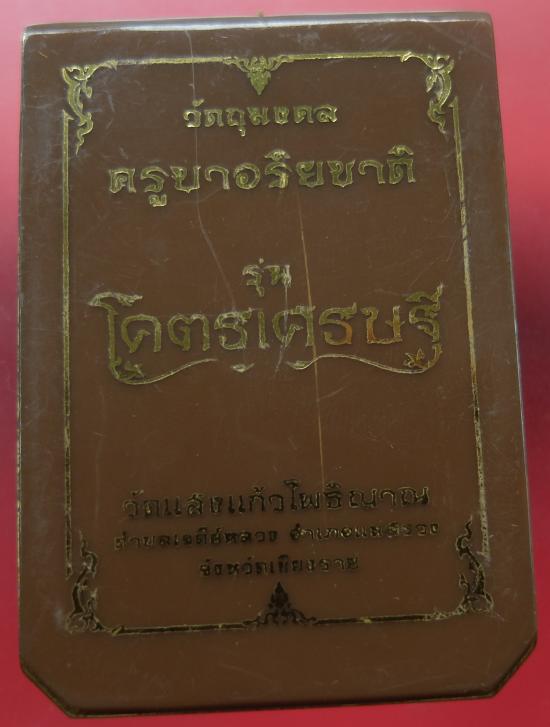 วัตถุมงคล
ครูบาอริยชาติ
รุ่น
โคตรเศรษฐี
วัดแสงแก้วโพธิญาณ
ตำบลเจดีย์หลวง อำเภอแม่สรวย
จังหวัดเชียงราย